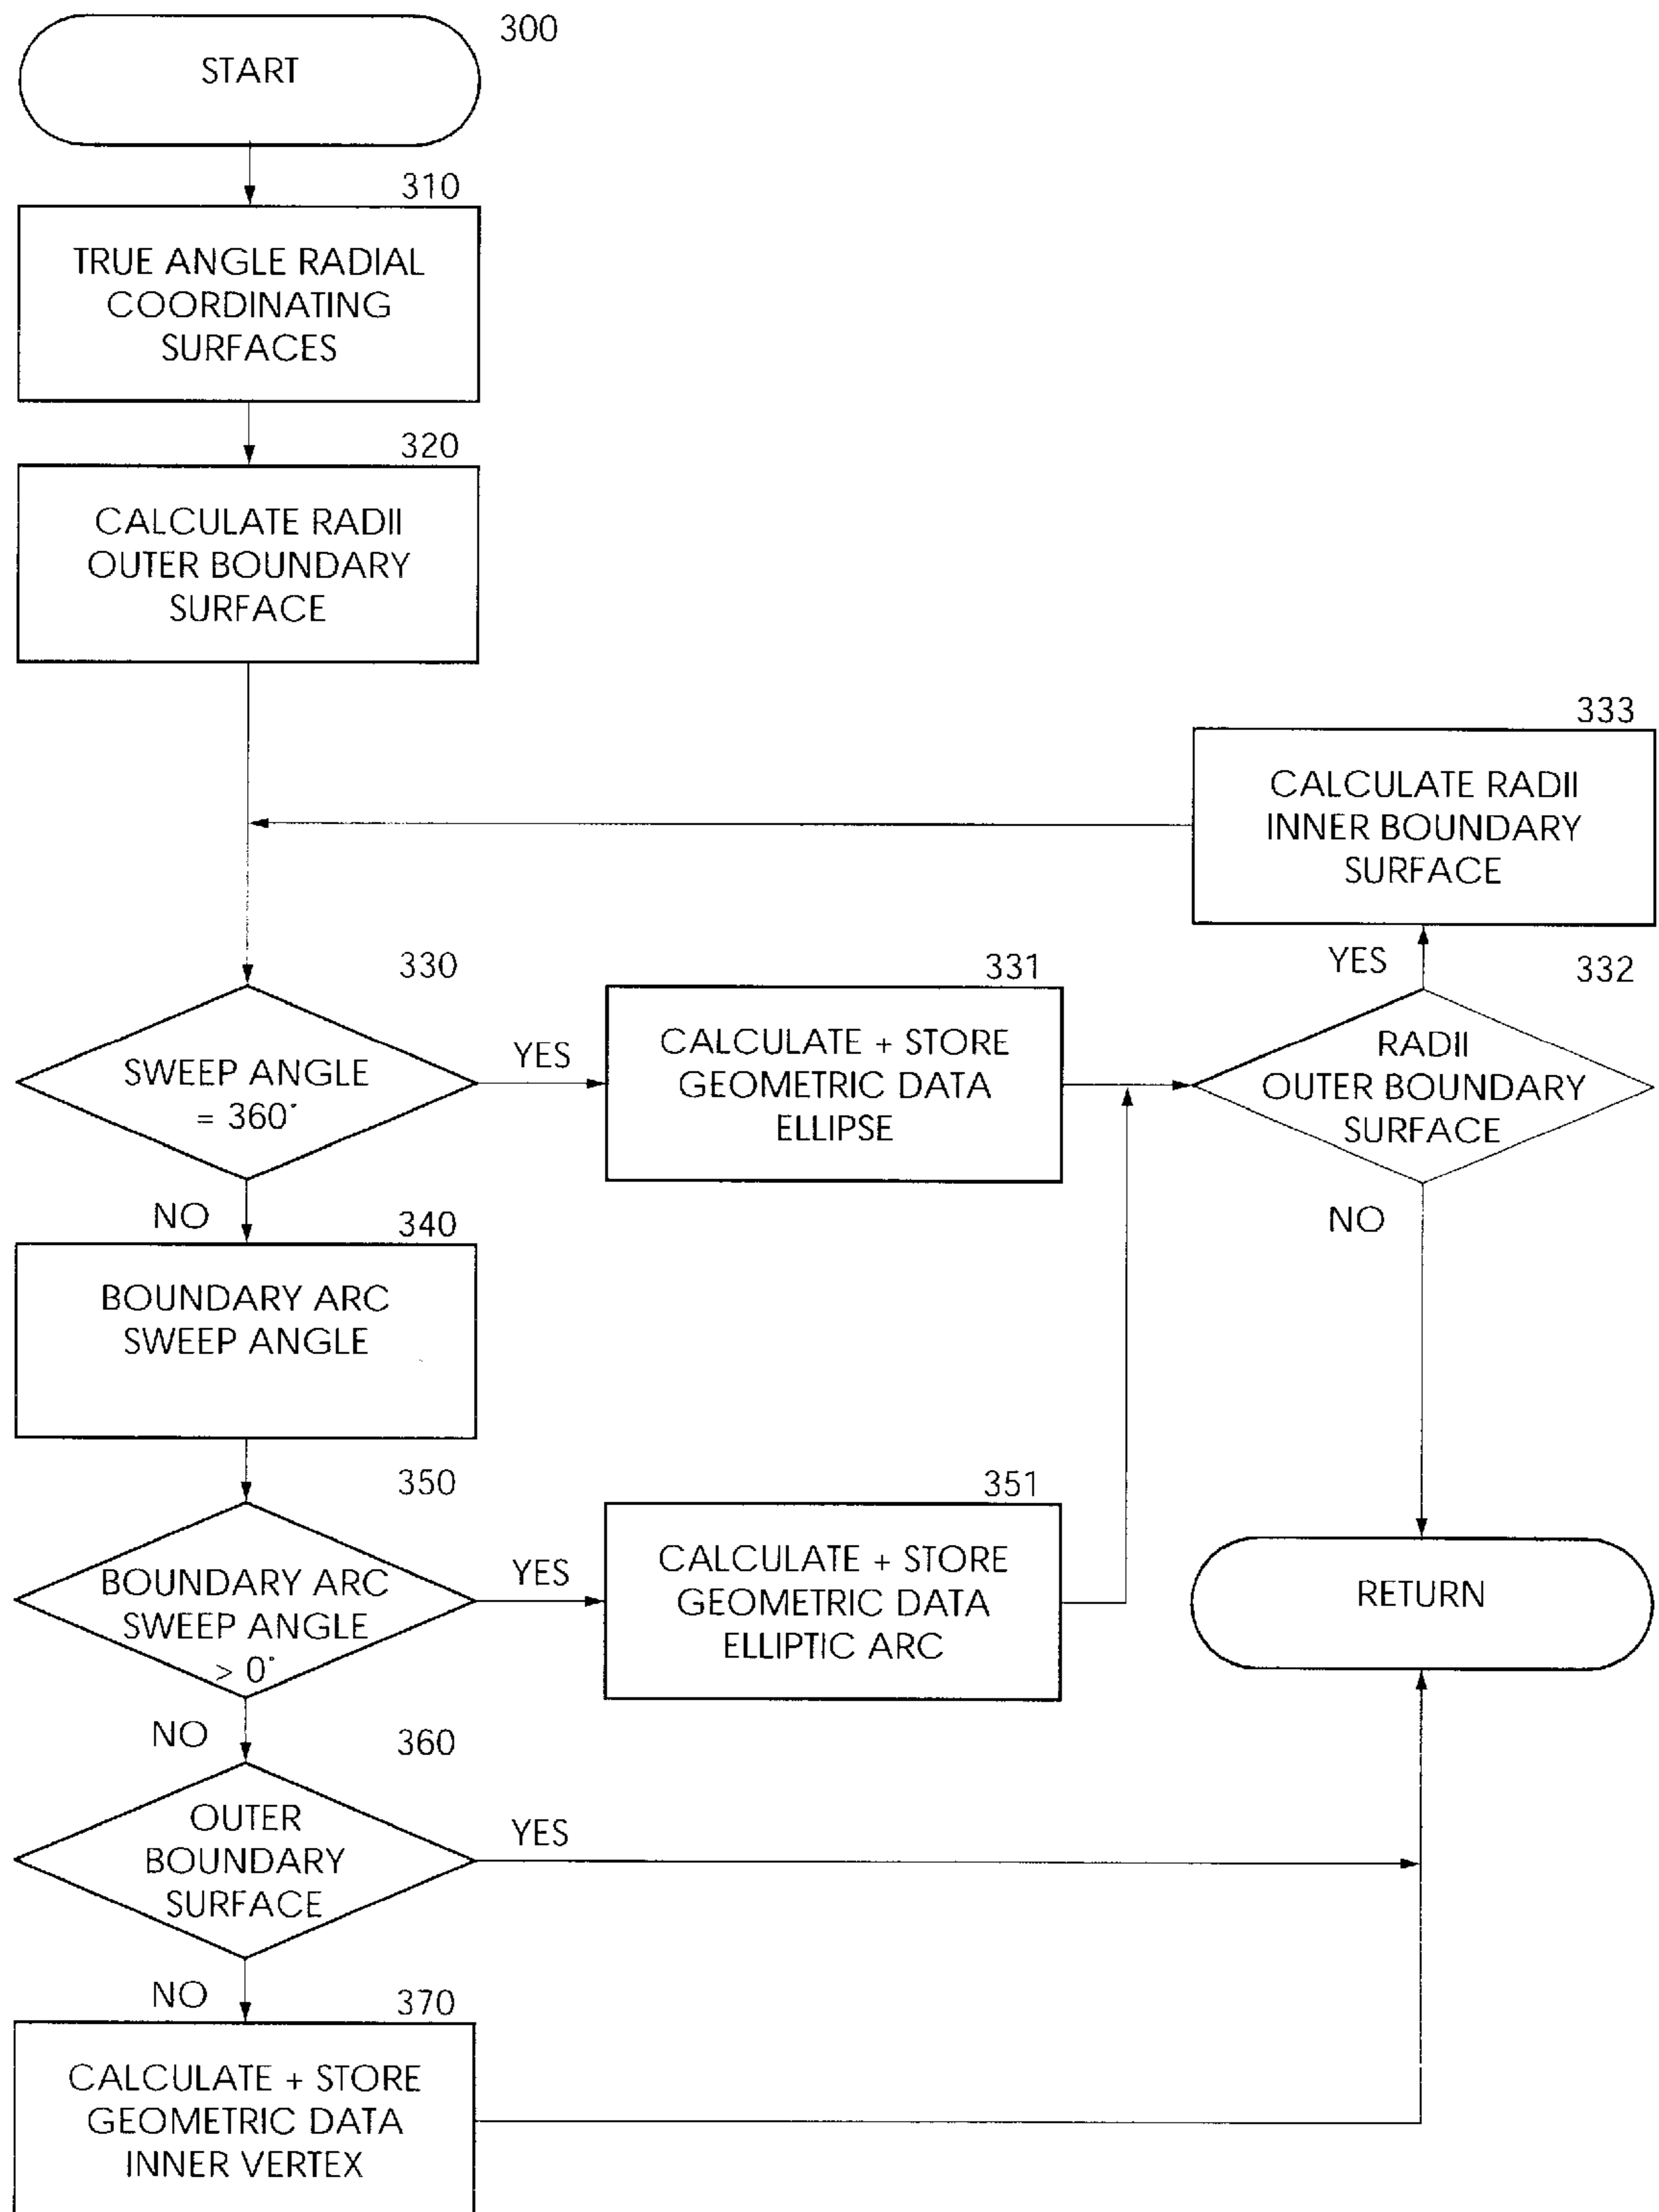 300
START
310
TRUE ANGLE RADIAL
COORDINATING
SURFACES
320
CALCULATE RADII
OUTER BOUNDARY
SURFACE
333
CALCULATE RADII
INNER BOUNDARY
SURFACE
330
SWEEP ANGLE
= 360°
YES
NO
331
CALCULATE + STORE
GEOMETRIC DATA
ELLIPSE
YES
332
RADII
OUTER BOUNDARY
SURFACE
NO
340
BOUNDARY ARC
SWEEP ANGLE
350
BOUNDARY ARC
SWEEP ANGLE
> 0°
YES
NO
351
CALCULATE + STORE
GEOMETRIC DATA
ELLIPTIC ARC
RETURN
360
OUTER
BOUNDARY
SURFACE
YES
NO
370
CALCULATE + STORE
GEOMETRIC DATA
INNER VERTEX